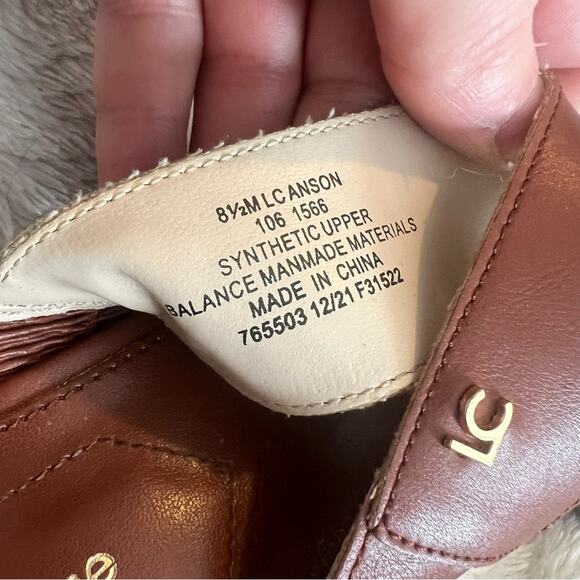 8½M LC ANSON
106 1566
SYNTHETIC UPPER
BALANCE MANMADE MATERIALS
MADE IN CHINA
765503 12/21 F31522
LC